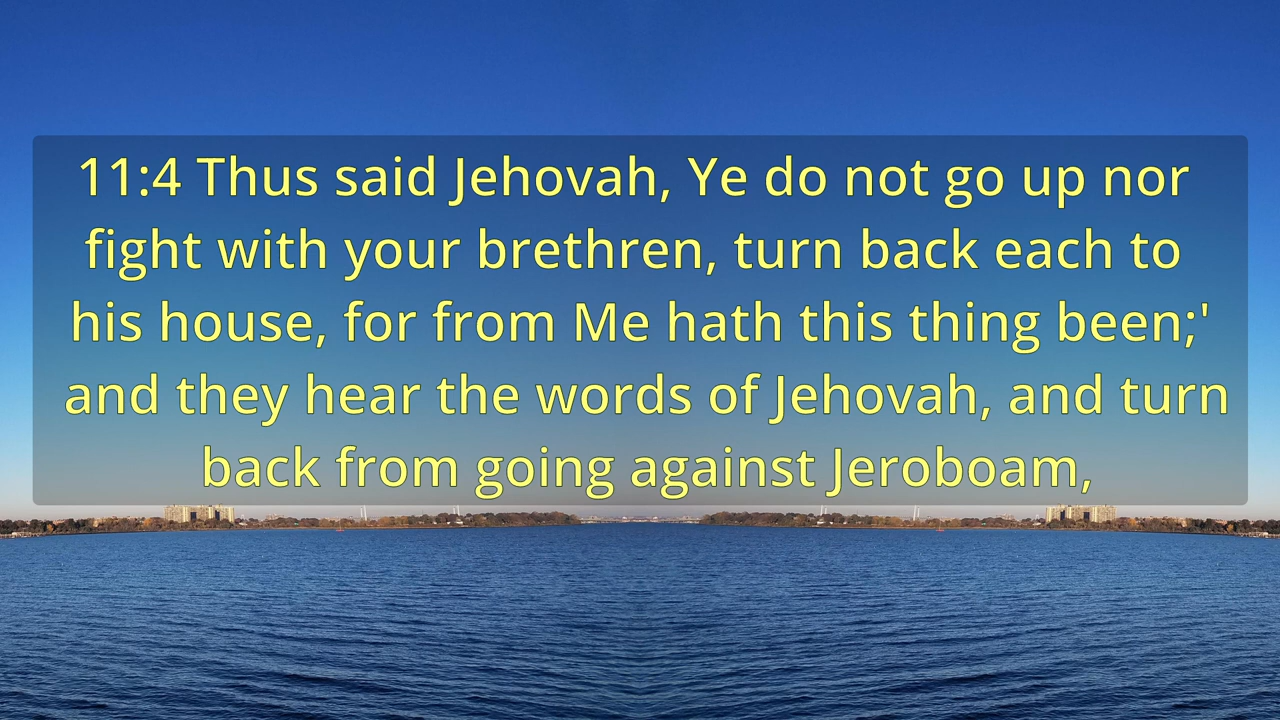 11:4 Thus said Jehovah, Ye do not go up nor
fight with your brethren, turn back each to
his house, for from Me hath this thing been;'
and they hear the words of Jehovah, and turn
back from going against Jeroboam,